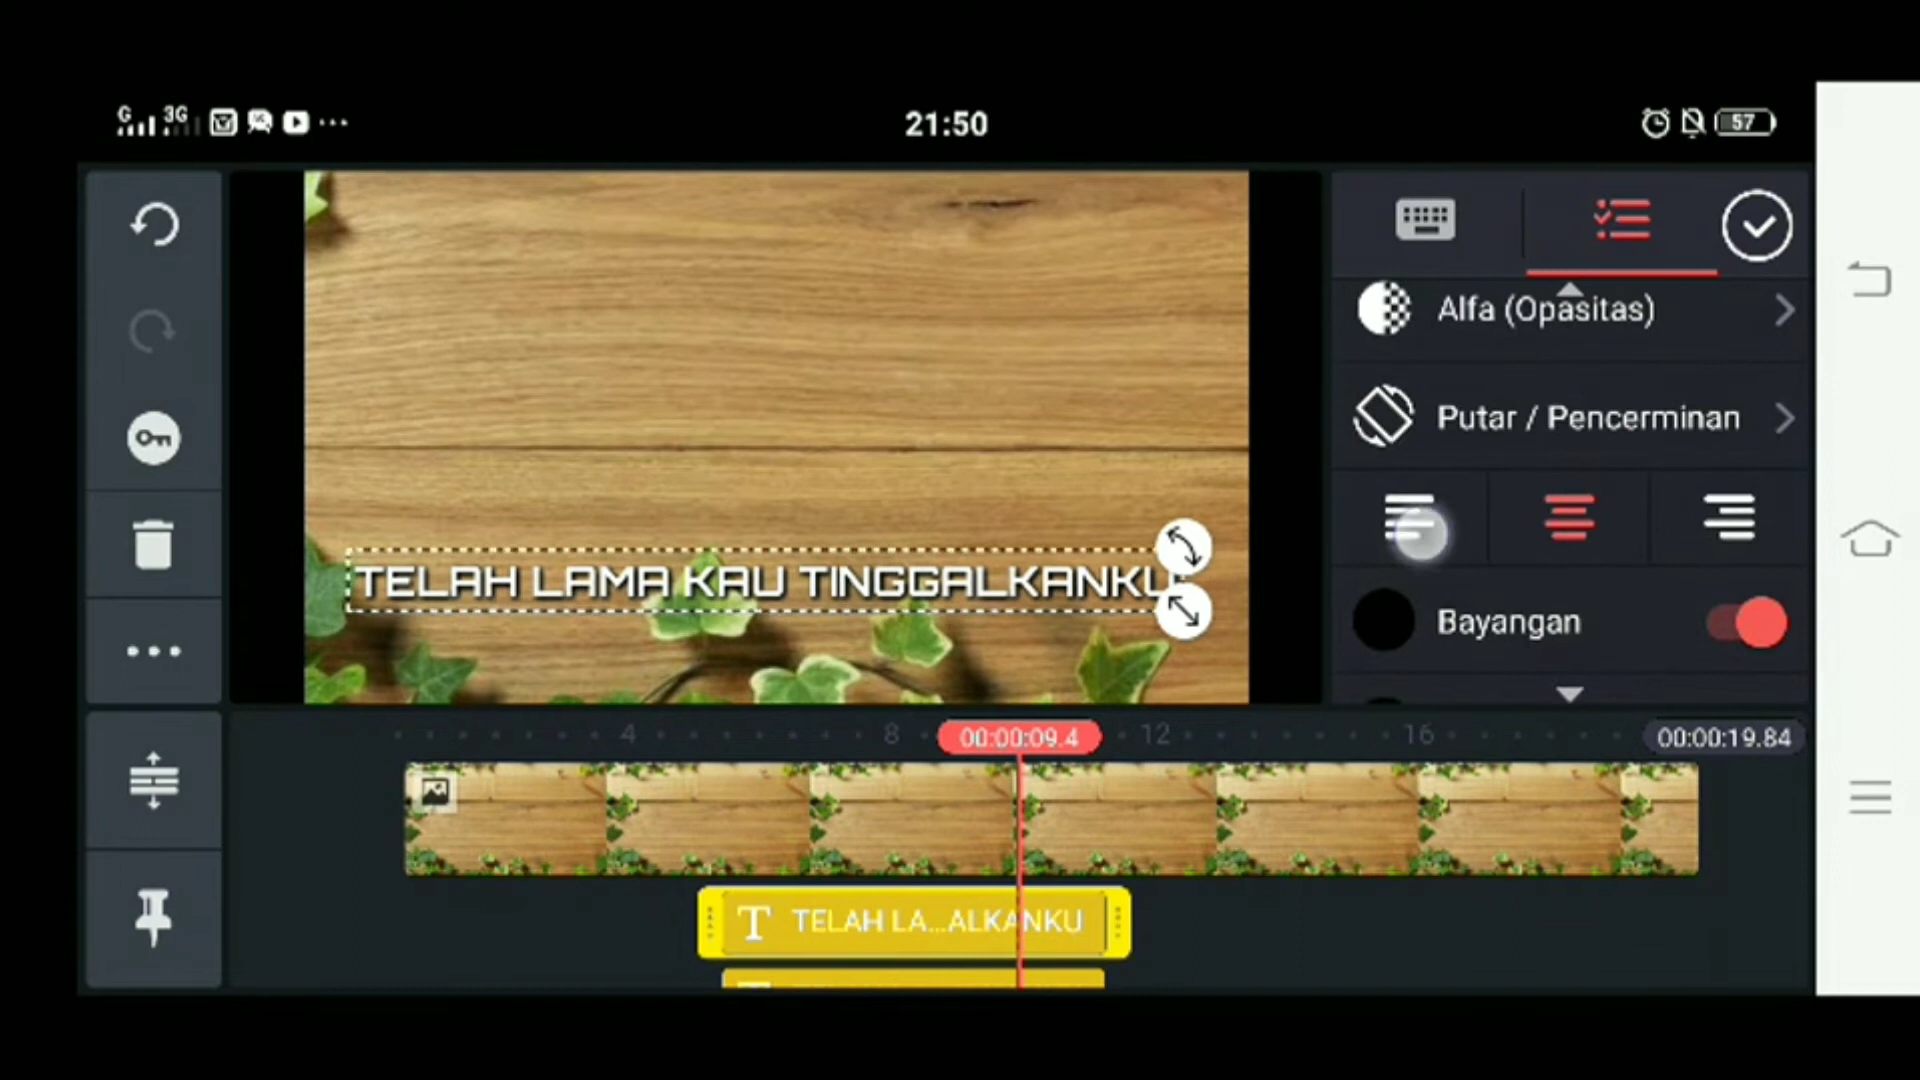 G 3G
21:50
57
Alfa (Opasitas)
Putar / Pencerminan
TELAH LAMA KAU TINGGALKANKU
Bayangan
4 8 00:00:09.4 12 16 00:00:19.84
T TELAH LA...ALKANKU